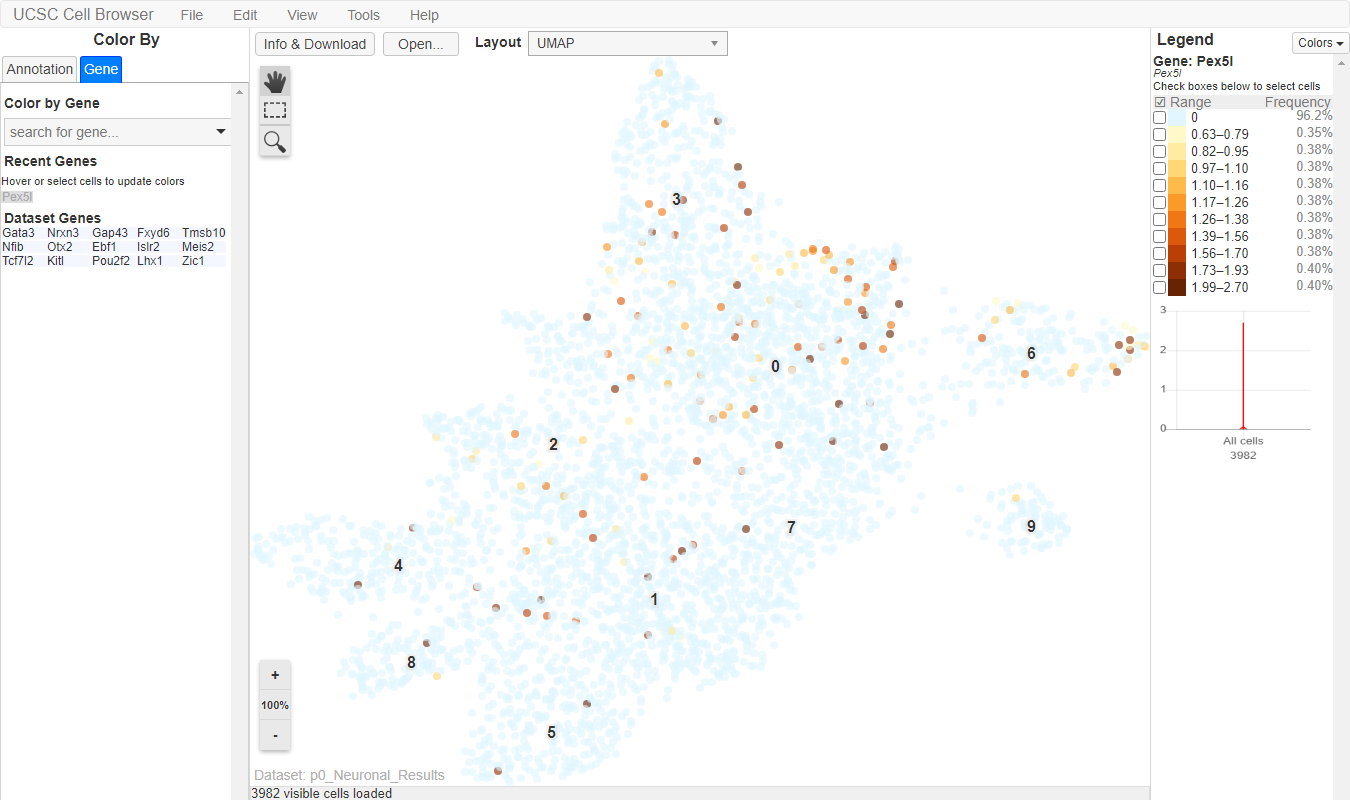 UCSC Cell Browser File Edit View Tools Help
Color By
Annotation Gene
Color by Gene
search for gene...
Recent Genes
Hover or select cells to update colors
Pex5l
Dataset Genes
Gata3 Nrxn3 Gap43 Fxyd6 Tmsb10
Nfib Otx2 Ebf1 Islr2 Meis2
Tcf7l2 Kitl Pou2f2 Lhx1 Zic1
Info & Download Open... Layout UMAP
3
0
6
2
7
9
4
1
8
5
+
100%
-
Dataset: p0_Neuronal_Results
3982 visible cells loaded
Legend Colors
Gene: Pex5l
Pex5l
Check boxes below to select cells
Range Frequency
0 96.2%
0.63–0.79 0.35%
0.82–0.95 0.38%
0.97–1.10 0.38%
1.10–1.16 0.38%
1.17–1.26 0.38%
1.26–1.38 0.38%
1.39–1.56 0.38%
1.56–1.70 0.38%
1.73–1.93 0.40%
1.99–2.70 0.40%
3
2
1
0
All cells
3982